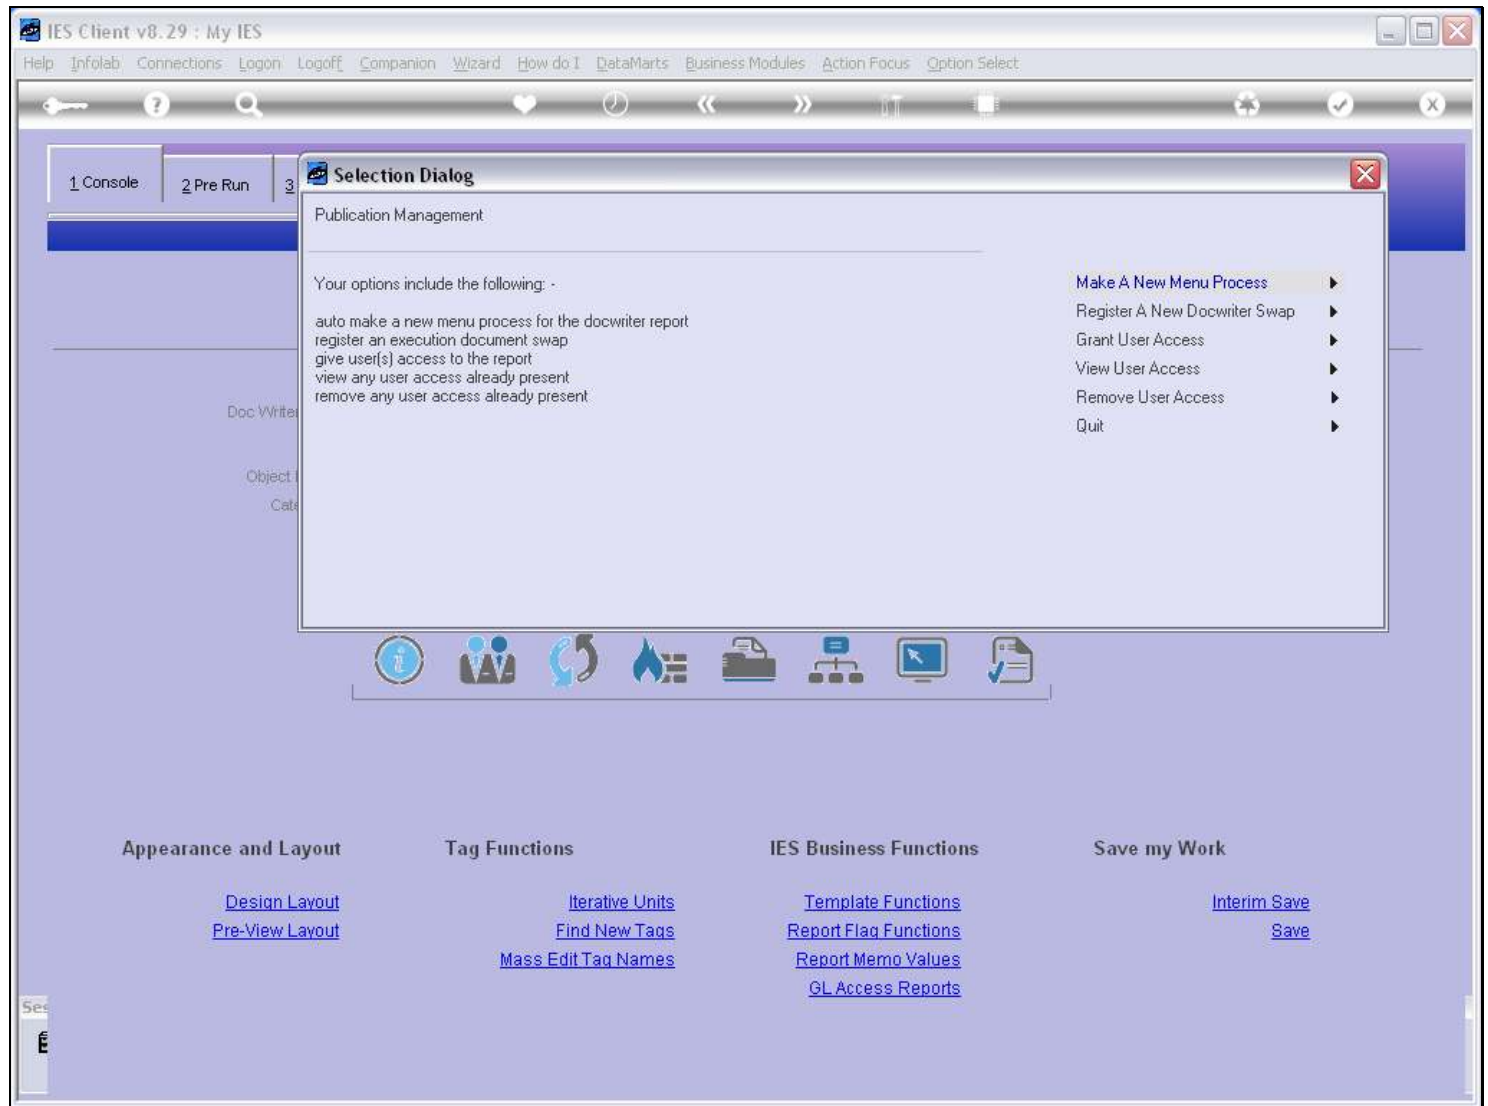 IES Client v8.29 : My IES
Help Infolab Connections Logon Logoff Companion Wizard How do I DataMarts Business Modules Action Focus Option Select
1 Console
2 Pre Run
3
Selection Dialog
Publication Management
Your options include the following: -
auto make a new menu process for the docwriter report
register an execution document swap
give user(s) access to the report
view any user access already present
remove any user access already present
Make A New Menu Process
Register A New Docwriter Swap
Grant User Access
View User Access
Remove User Access
Quit
Doc Writer
Object
Cate
Appearance and Layout
Design Layout
Pre-View Layout
Tag Functions
Iterative Units
Find New Tags
Mass Edit Tag Names
IES Business Functions
Template Functions
Report Flag Functions
Report Memo Values
GL Access Reports
Save my Work
Interim Save
Save
Ses